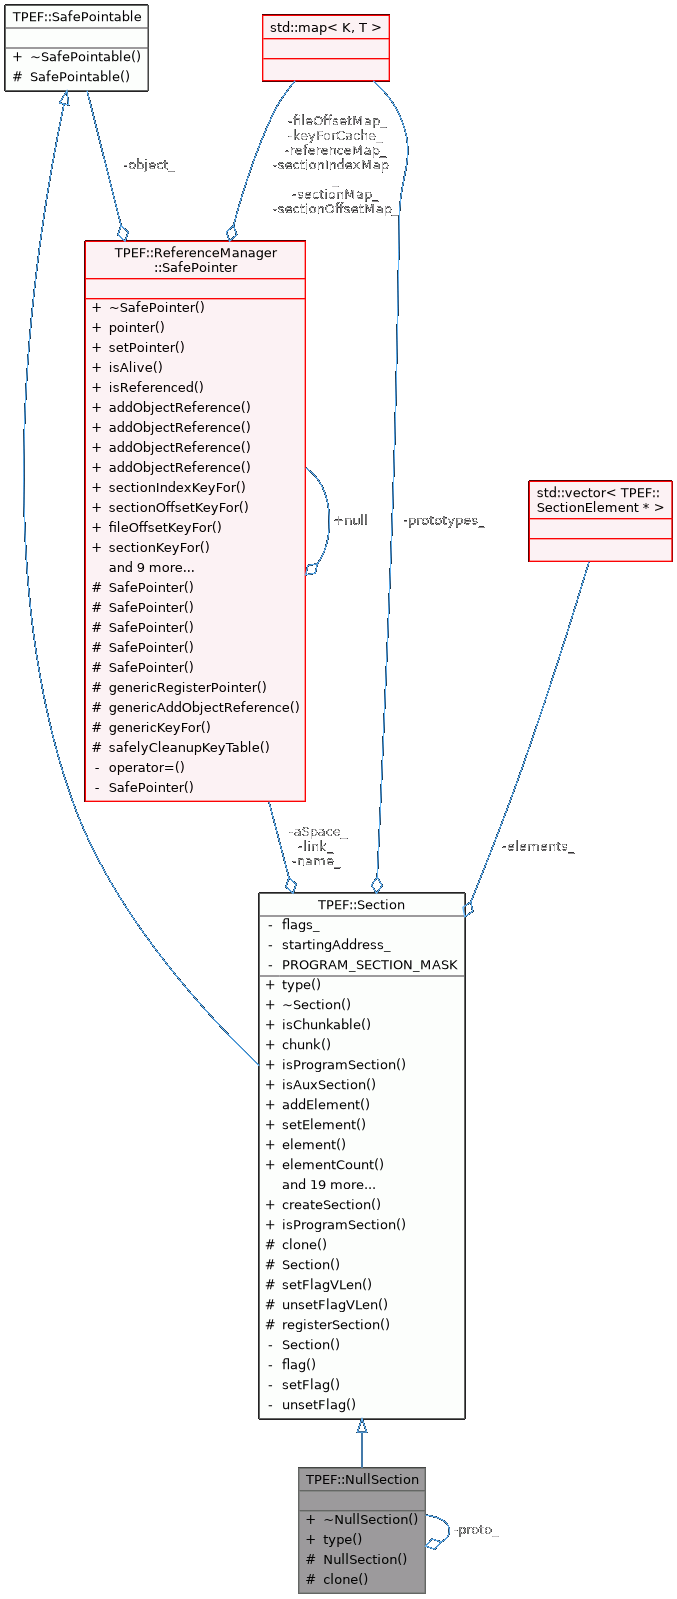 TPEF::SafePointable
+ ~SafePointable()
# SafePointable()
std::map< K, T >
-object_
-fileOffsetMap_
-keyForCache_
-referenceMap_
-sectionIndexMap
_
-sectionMap_
-sectionOffsetMap_
TPEF::ReferenceManager
::SafePointer
+ ~SafePointer()
+ pointer()
+ setPointer()
+ isAlive()
+ isReferenced()
+ addObjectReference()
+ addObjectReference()
+ addObjectReference()
+ addObjectReference()
+ sectionIndexKeyFor()
+ sectionOffsetKeyFor()
+ fileOffsetKeyFor()
+ sectionKeyFor()
and 9 more...
# SafePointer()
# SafePointer()
# SafePointer()
# SafePointer()
# SafePointer()
# genericRegisterPointer()
# genericAddObjectReference()
# genericKeyFor()
# safelyCleanupKeyTable()
- operator=()
- SafePointer()
+null
-prototypes_
std::vector< TPEF::
SectionElement * >
-aSpace_
-link_
-name_
-elements_
TPEF::Section
- flags_
- startingAddress_
- PROGRAM_SECTION_MASK
+ type()
+ ~Section()
+ isChunkable()
+ chunk()
+ isProgramSection()
+ isAuxSection()
+ addElement()
+ setElement()
+ element()
+ elementCount()
and 19 more...
+ createSection()
+ isProgramSection()
# clone()
# Section()
# setFlagVLen()
# unsetFlagVLen()
# registerSection()
- Section()
- flag()
- setFlag()
- unsetFlag()
TPEF::NullSection
+ ~NullSection()
+ type()
# NullSection()
# clone()
-proto_